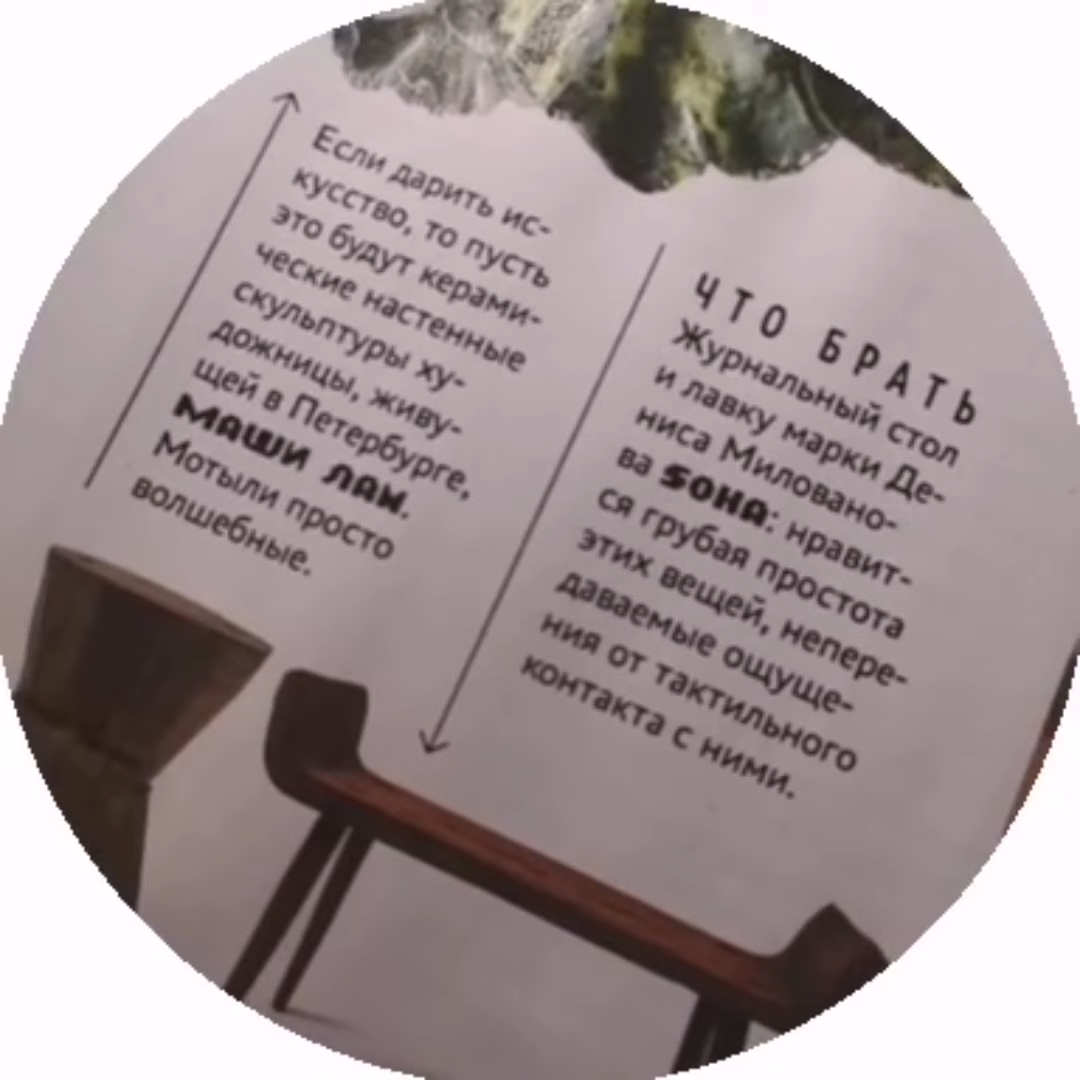 Если дарить ис-
кусство, то пусть
это будут керами-
ческие настенные
скульптуры ху-
дожницы, живу-
щей в Петербурге,
МАШИ ЛАН.
Мотыли просто
волшебные.
ЧТО БРАТЬ
Журнальный стол
и лавку марки Де-
ниса Миловано-
ва SOHA: нравит-
ся грубая простота
этих вещей, непере-
даваемые ощуще-
ния от тактильного
контакта с ними.